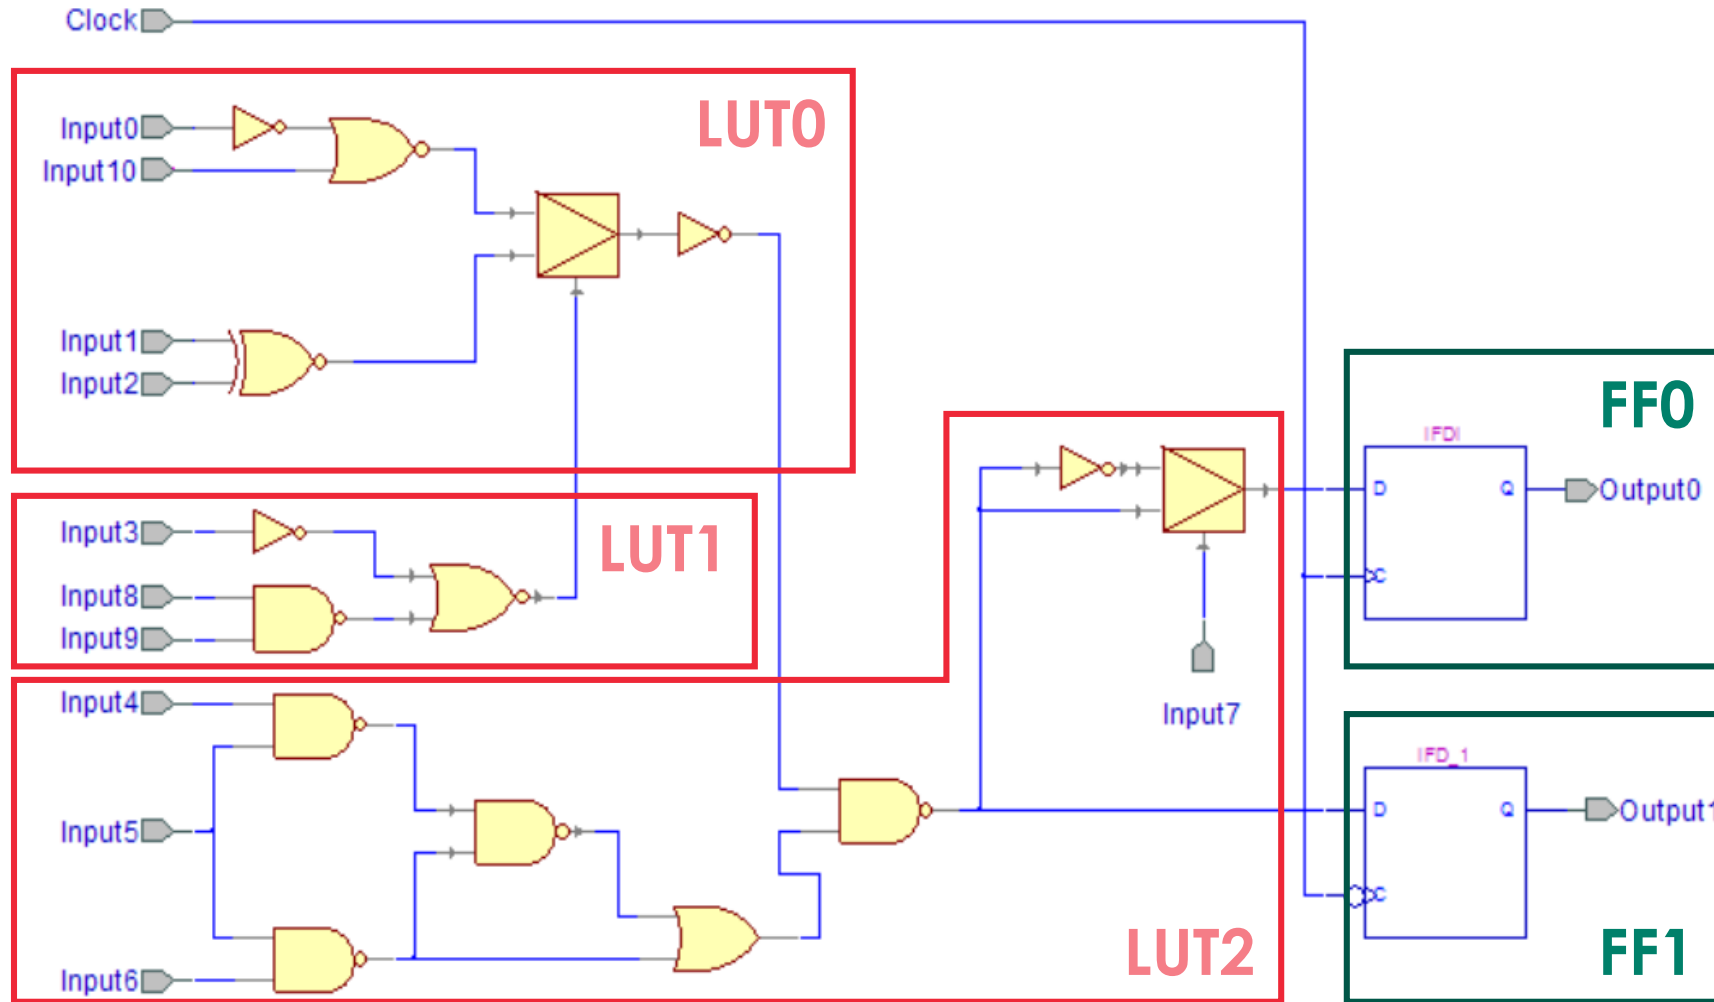 Clock
LUT0
Input0
Input10
Input1
Input2
LUT1
Input3
Input8
Input9
Input4
Input5
Input6
Input7
LUT2
FF0
IFDI
D
Q
C
Output0
IFD_1
D
Q
C
Output1
FF1